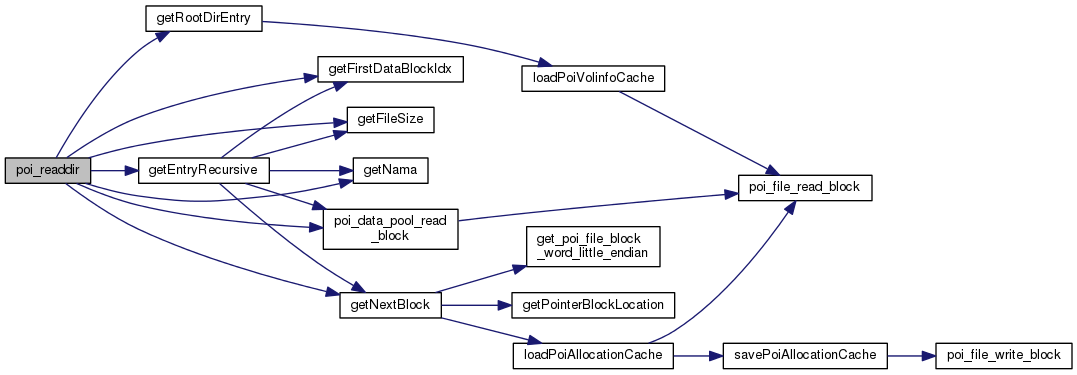 getRootDirEntry
getFirstDataBlockIdx
loadPoiVolinfoCache
getFileSize
poi_readdir
getEntryRecursive
getNama
poi_file_read_block
poi_data_pool_read
_block
get_poi_file_block
_word_little_endian
getNextBlock
getPointerBlockLocation
loadPoiAllocationCache
savePoiAllocationCache
poi_file_write_block